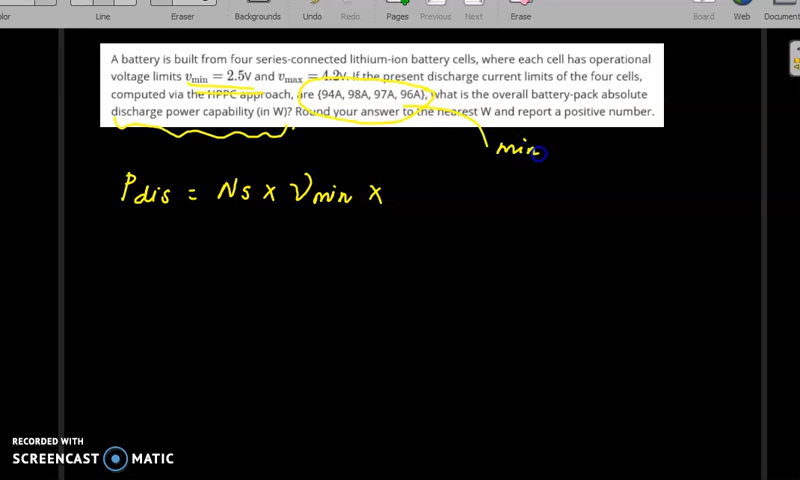 olor Line Eraser Backgrounds Undo Redo Pages Previous Next Erase Board Web Document
A battery is built from four series-connected lithium-ion battery cells, where each cell has operational
voltage limits vmin = 2.5V and vmax = 4.2V. If the present discharge current limits of the four cells,
computed via the HPPC approach, are {94A, 98A, 97A, 96A}, what is the overall battery-pack absolute
discharge power capability (in W)? Round your answer to the nearest W and report a positive number.
min
Pdis = Ns x Vmin x
RECORDED WITH
SCREENCAST MATIC